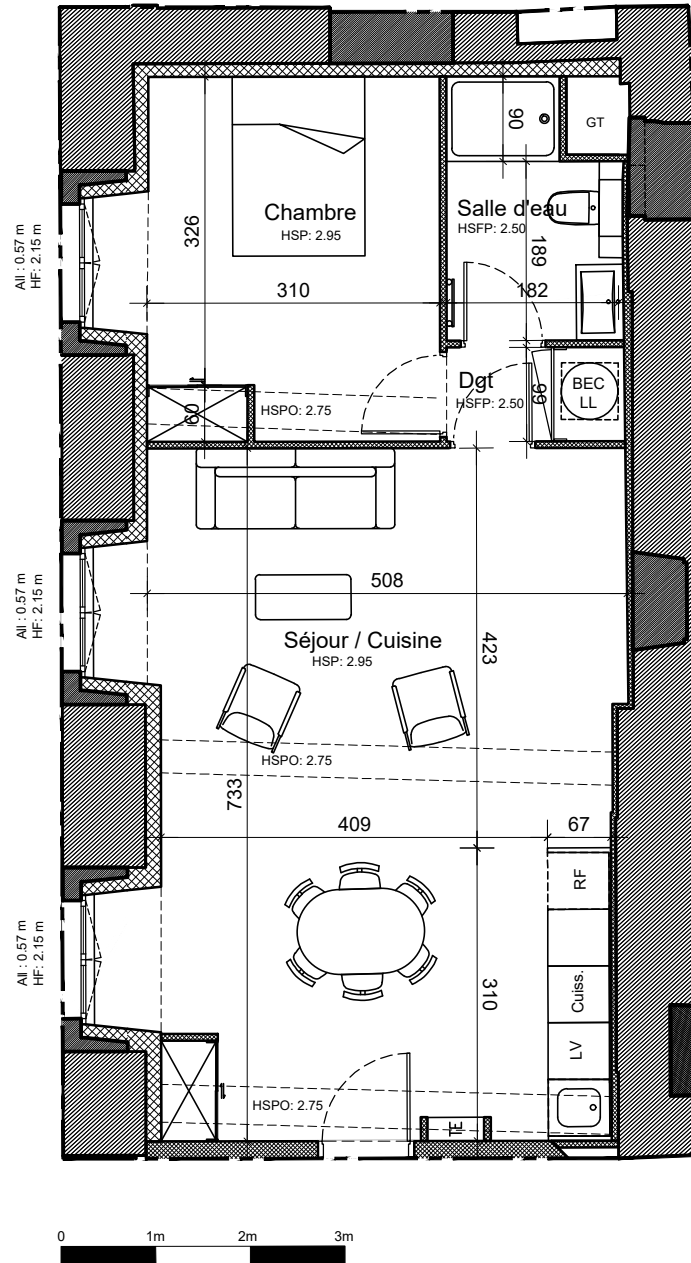 GT
90
Chambre
HSP: 2.95
Salle d'eau
HSFP: 2.50
326
189
All : 0.57 m
HF: 2.15 m
310
182
Dgt
HSFP: 2.50
99
BEC
LL
60
HSPO: 2.75
508
All : 0.57 m
HF: 2.15 m
Séjour / Cuisine
HSP: 2.95
423
HSPO: 2.75
733
409
67
RF
All : 0.57 m
HF: 2.15 m
310
Cuiss.
LV
HSPO: 2.75
TE
0
1m
2m
3m